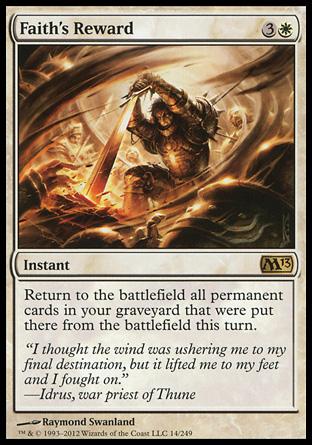 Faith's Reward 3
Instant M13
Return to the battlefield all permanent
cards in your graveyard that were put
there from the battlefield this turn.
“I thought the wind was ushering me to my
final destination, but it lifted me to my feet
and I fought on.”
—Idrus, war priest of Thune
Raymond Swanland
™ & © 1993–2012 Wizards of the Coast LLC 14/249